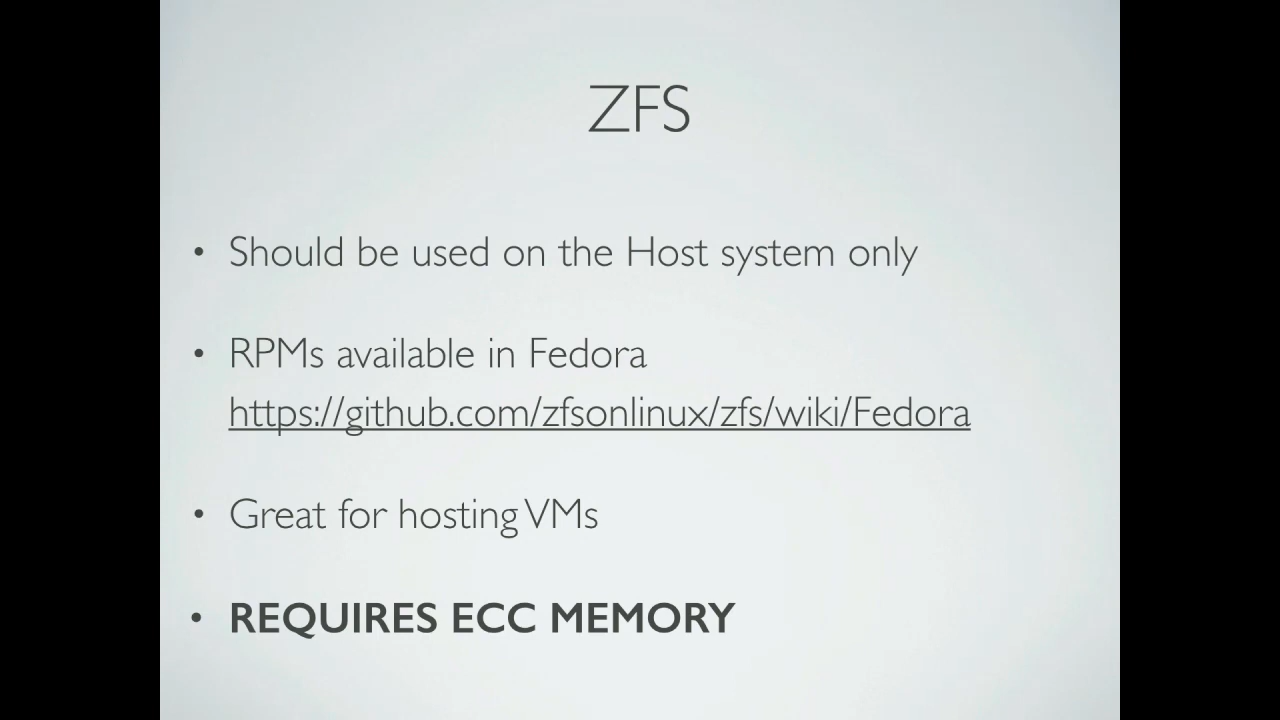 ZFS
• Should be used on the Host system only
• RPMs available in Fedora
https://github.com/zfsonlinux/zfs/wiki/Fedora
• Great for hosting VMs
• REQUIRES ECC MEMORY